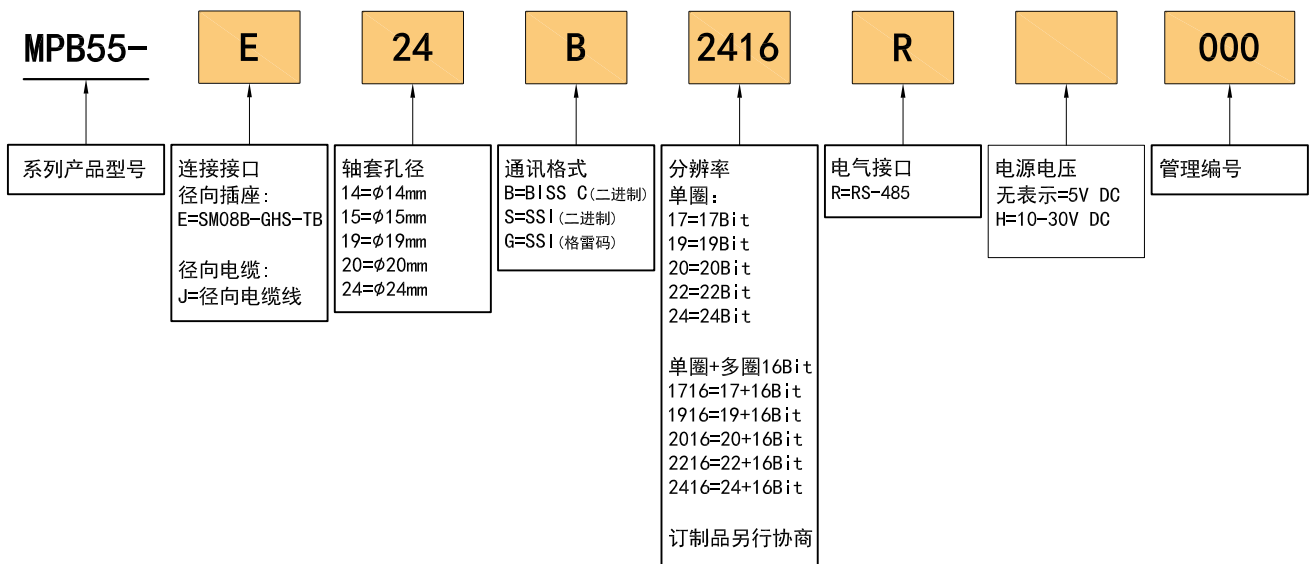 MPB55- E 24 B 2416 R 000
系列产品型号
连接接口
径向插座:
E=SM08B-GHS-TB
径向电缆:
J=径向电缆线
轴套孔径
14=φ14mm
15=φ15mm
19=φ19mm
20=φ20mm
24=φ24mm
通讯格式
B=BISS C(二进制)
S=SSI(二进制)
G=SSI(格雷码)
分辨率
单圈:
17=17Bit
19=19Bit
20=20Bit
22=22Bit
24=24Bit
单圈+多圈16Bit
1716=17+16Bit
1916=19+16Bit
2016=20+16Bit
2216=22+16Bit
2416=24+16Bit
订制品另行协商
电气接口
R=RS-485
电源电压
无表示=5V DC
H=10-30V DC
管理编号